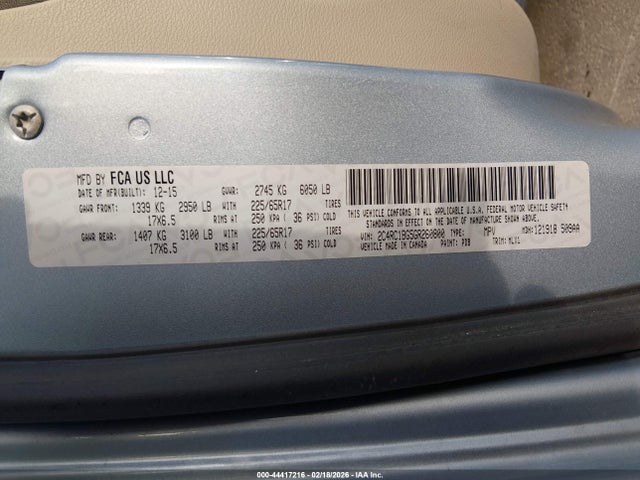 MFD BY FCA US LLC
DATE OF MFR(BUILT): 12-15 GVWR: 2745 KG 6050 LB
GAWR FRONT: 1339 KG 2950 LB WITH 225/65R17 TIRES
17X6.5 RIMS AT 250 KPA ( 36 PSI) COLD
GAWR REAR: 1407 KG 3100 LB WITH 225/65R17 TIRES
17X6.5 RIMS AT 250 KPA ( 36 PSI) COLD
THIS VEHICLE CONFORMS TO ALL APPLICABLE U.S.A. FEDERAL MOTOR VEHICLE SAFETY
STANDARDS IN EFFECT ON THE DATE OF MANUFACTURE SHOWN ABOVE.
VIN: 2C4RC1BG5GR260800 TYPE: MPV MDH: 121918 509AA
VEHICLE MADE IN CANADA PAINT: PDB TRIM: MLX1
000-44417216 - 02/18/2026 - IAA Inc.